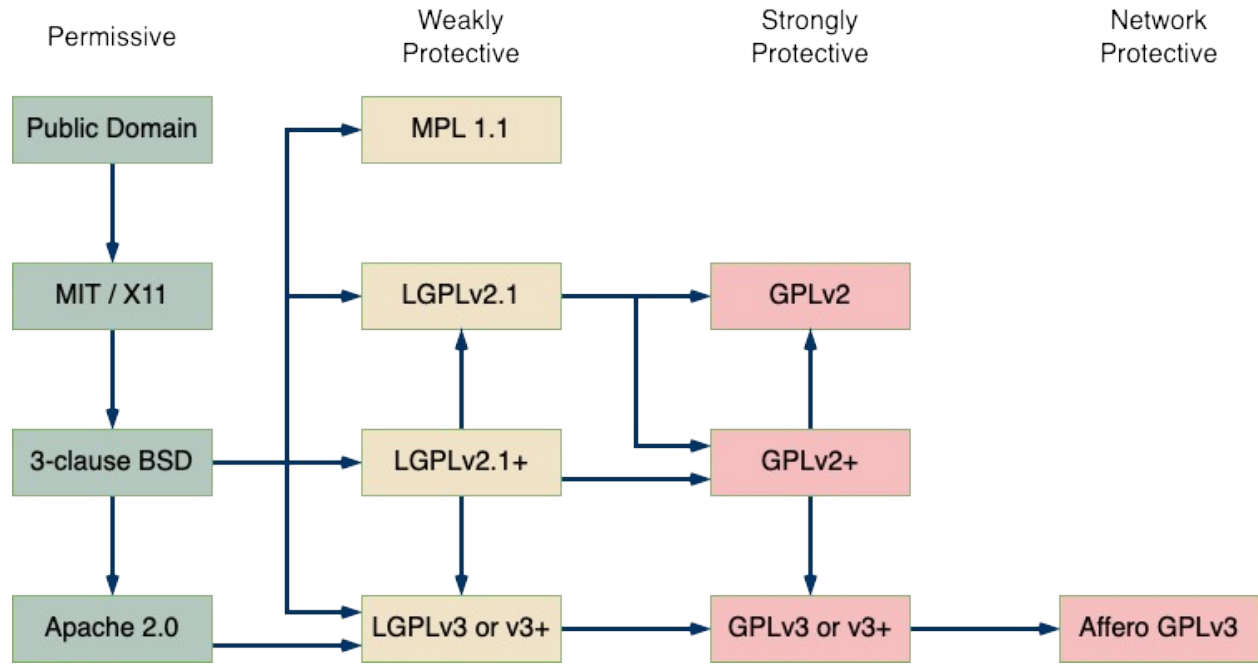 Permissive
Weakly
Protective
Strongly
Protective
Network
Protective
Public Domain
MPL 1.1
MIT / X11
LGPLv2.1
GPLv2
3-clause BSD
LGPLv2.1+
GPLv2+
Apache 2.0
LGPLv3 or v3+
GPLv3 or v3+
Affero GPLv3